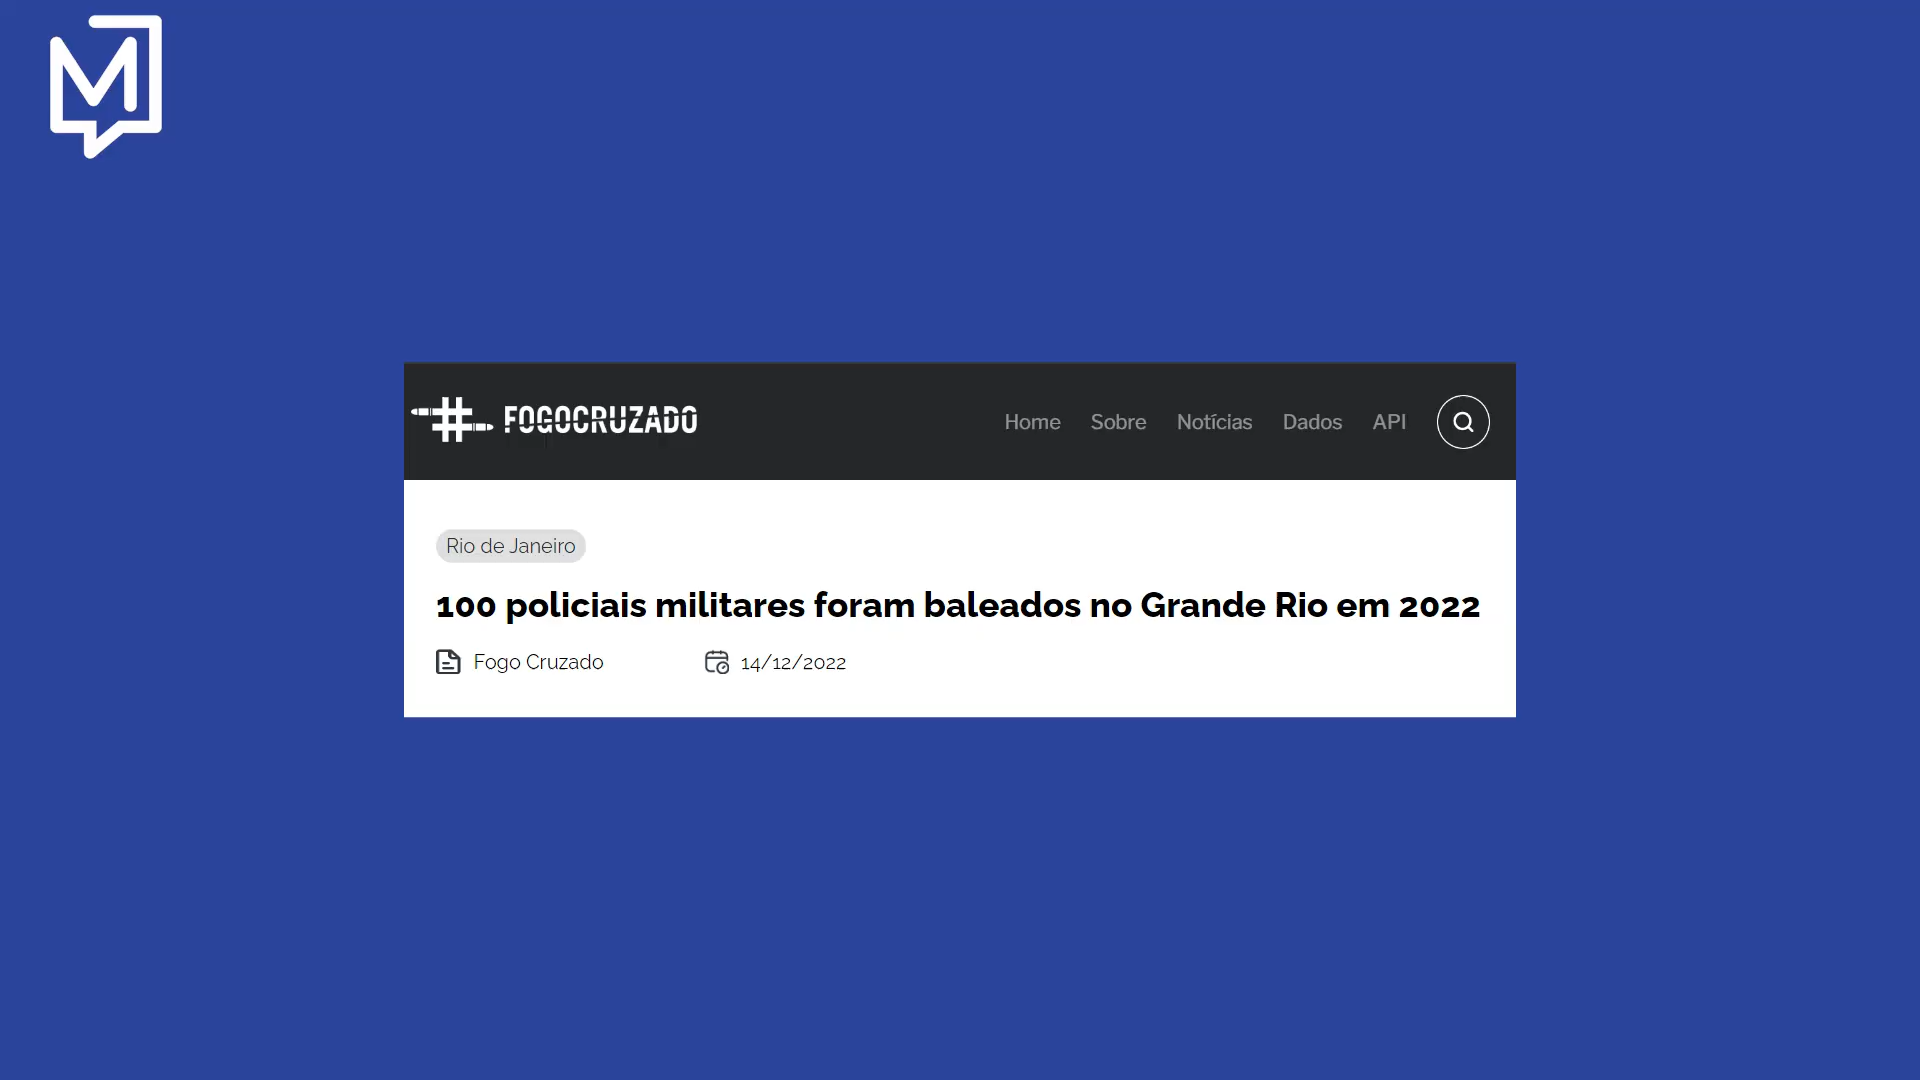 M
FOGOCRUZADO
Home Sobre Notícias Dados API
Rio de Janeiro
100 policiais militares foram baleados no Grande Rio em 2022
Fogo Cruzado 14/12/2022